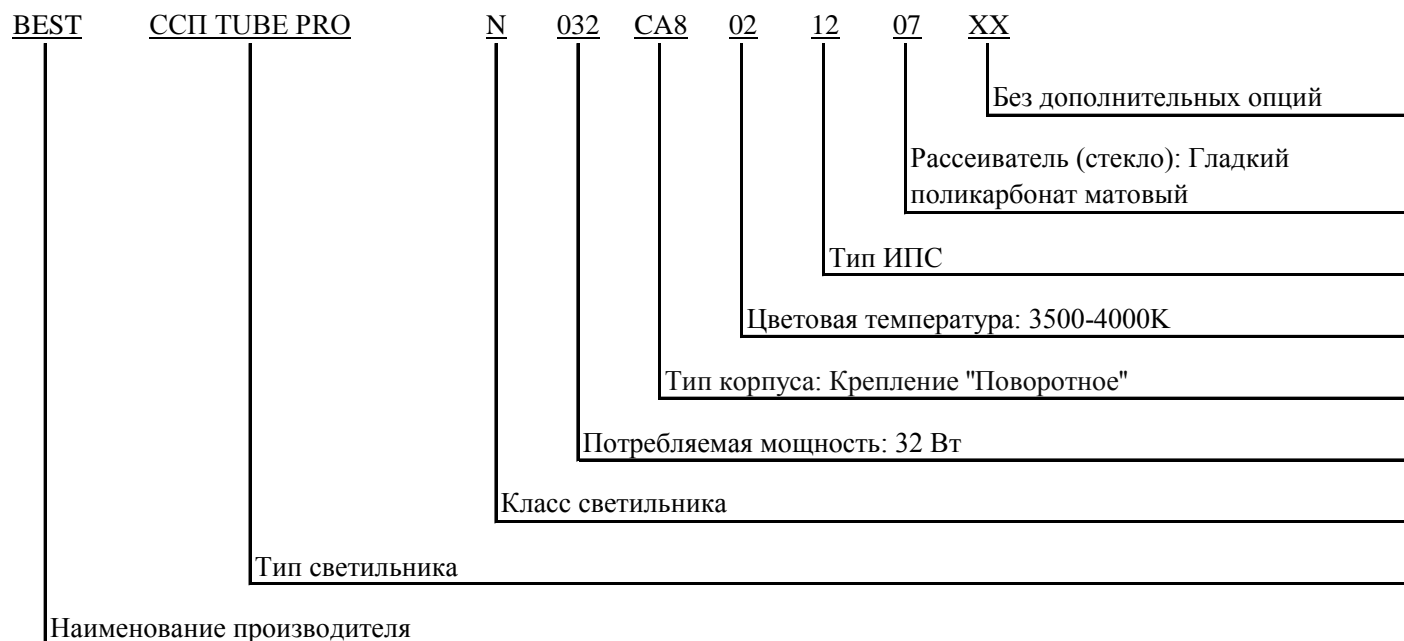 BEST ССП TUBE PRO N 032 CA8 02 12 07 XX
Без дополнительных опций
Рассеиватель (стекло): Гладкий
поликарбонат матовый
Тип ИПС
Цветовая температура: 3500-4000K
Тип корпуса: Крепление "Поворотное"
Потребляемая мощность: 32 Вт
Класс светильника
Тип светильника
Наименование производителя